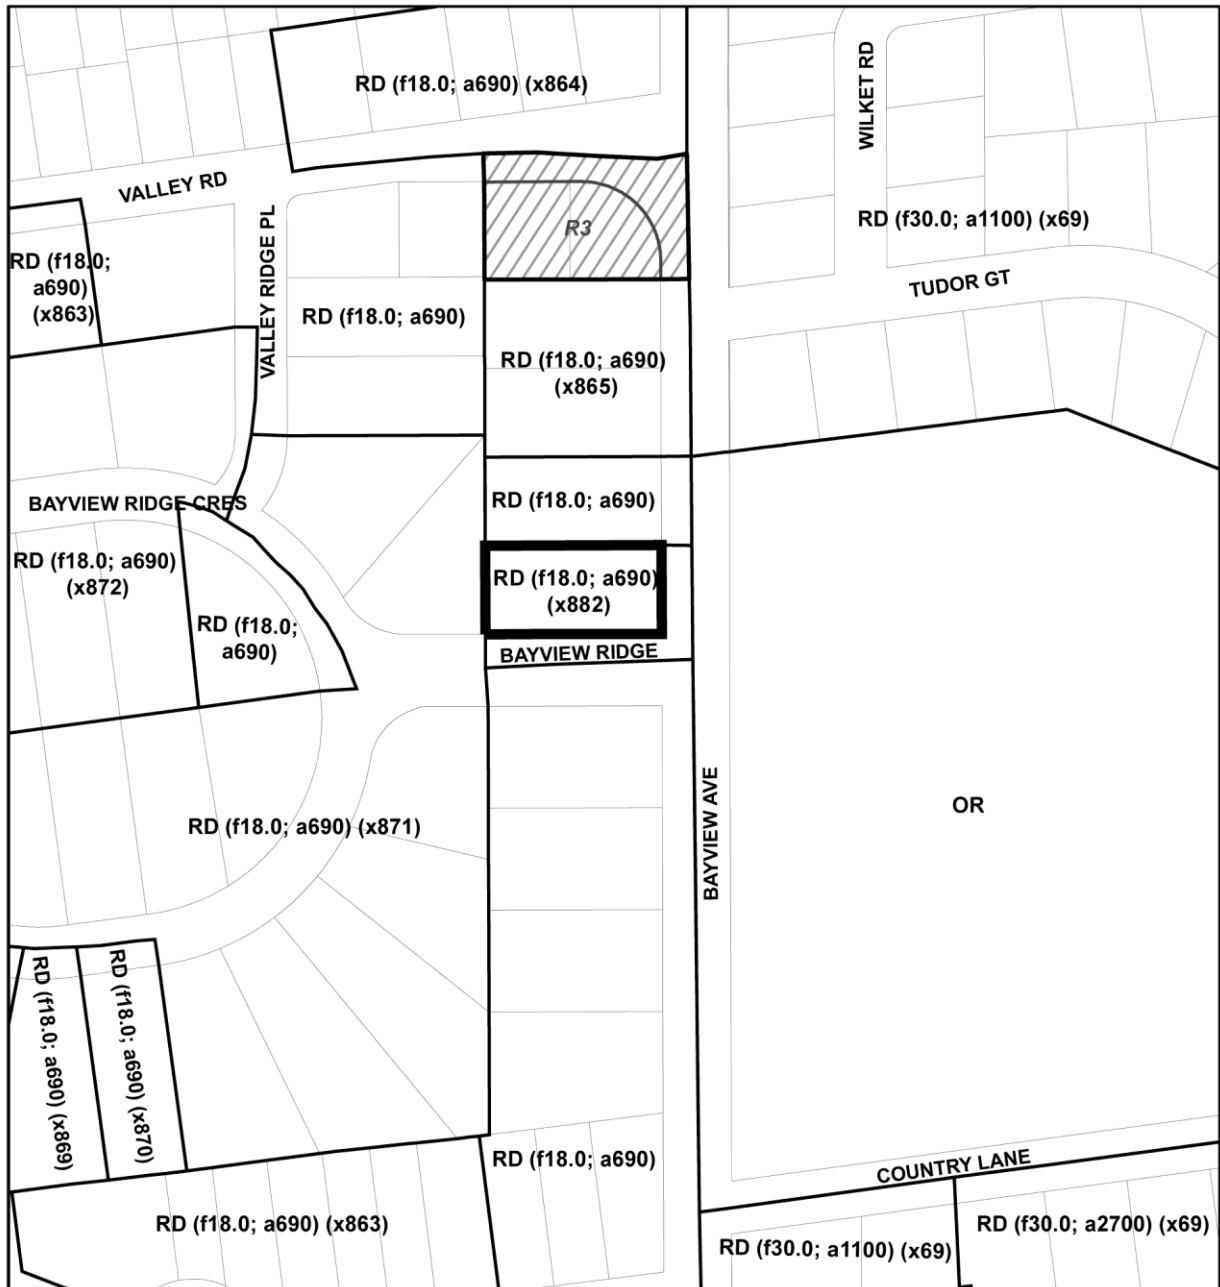 RD (f18.0; a690) (x864)
WILKET RD
VALLEY RD
R3
RD (f30.0; a1100) (x69)
RD (f18.0;
a690)
(x863)
VALLEY RIDGE PL
TUDOR GT
RD (f18.0; a690)
RD (f18.0; a690)
(x865)
BAYVIEW RIDGE CRES
RD (f18.0; a690)
RD (f18.0; a690)
(x872)
RD (f18.0; a690)
(x882)
RD (f18.0;
a690)
BAYVIEW RIDGE
BAYVIEW AVE
OR
RD (f18.0; a690) (x871)
RD (f18.0; a690) (x869)
RD (f18.0; a690) (x870)
RD (f18.0; a690)
COUNTRY LANE
RD (f18.0; a690) (x863)
RD (f30.0; a1100) (x69)
RD (f30.0; a2700) (x69)